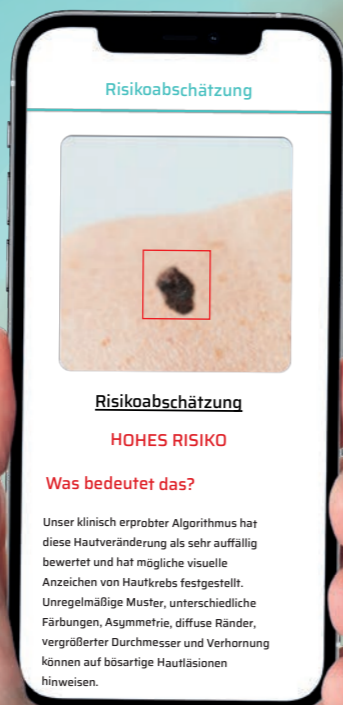 Risikoabschätzung
Risikoabschätzung
HOHES RISIKO
Was bedeutet das?
Unser klinisch erprobter Algorithmus hat
diese Hautveränderung als sehr auffällig
bewertet und hat mögliche visuelle
Anzeichen von Hautkrebs festgestellt.
Unregelmäßige Muster, unterschiedliche
Färbungen, Asymmetrie, diffuse Ränder,
vergrößerter Durchmesser und Verhornung
können auf bösartige Hautläsionen
hinweisen.